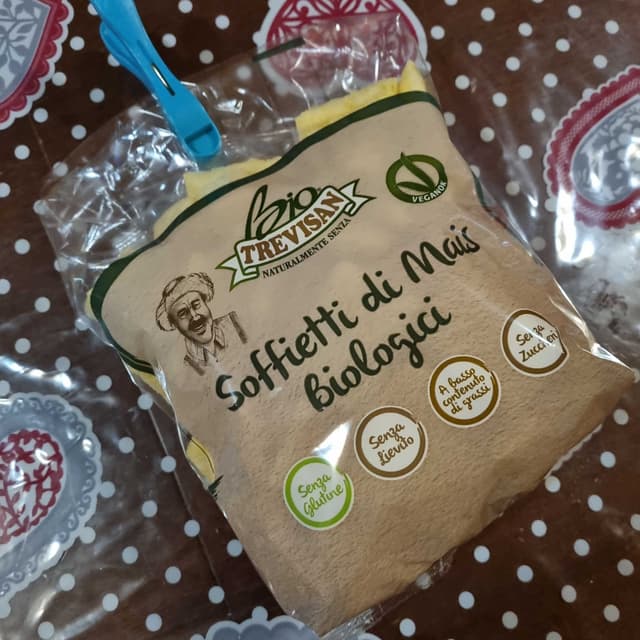 Bio
TREVISAN
NATURALMENTE SENZA
VEGANOK
Soffietti di Mais
Biologici
Senza
Glutine
Senza
Lievito
A basso
contenuto
di grassi
Senza
Zuccheri